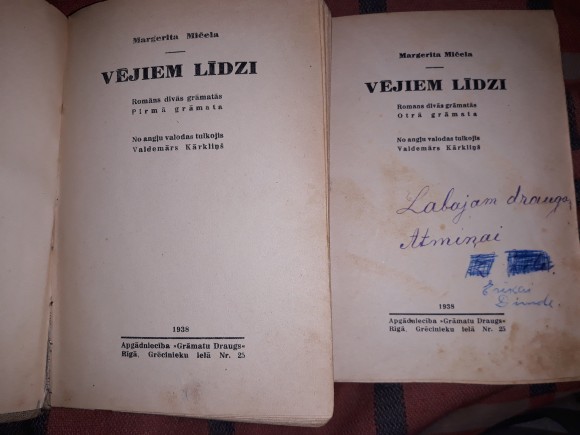 Margerita Mičela
VĒJIEM LĪDZI
Romāns divās grāmatās
Pirmā grāmata
No angļu valodas tulkojis
Valdemārs Kārkliņš
1938
Apgādniecība «Grāmatu Draugs»
Rīgā, Grēcinieku ielā Nr. 25
Margerita Mičela
VĒJIEM LĪDZI
Romāns divās grāmatās
Otrā grāmata
No angļu valodas tulkojis
Valdemārs Kārkliņš
Labajam draugam
Atmiņai
1938
Apgādniecība «Grāmatu Draugs»
Rīgā, Grēcinieku ielā Nr. 25